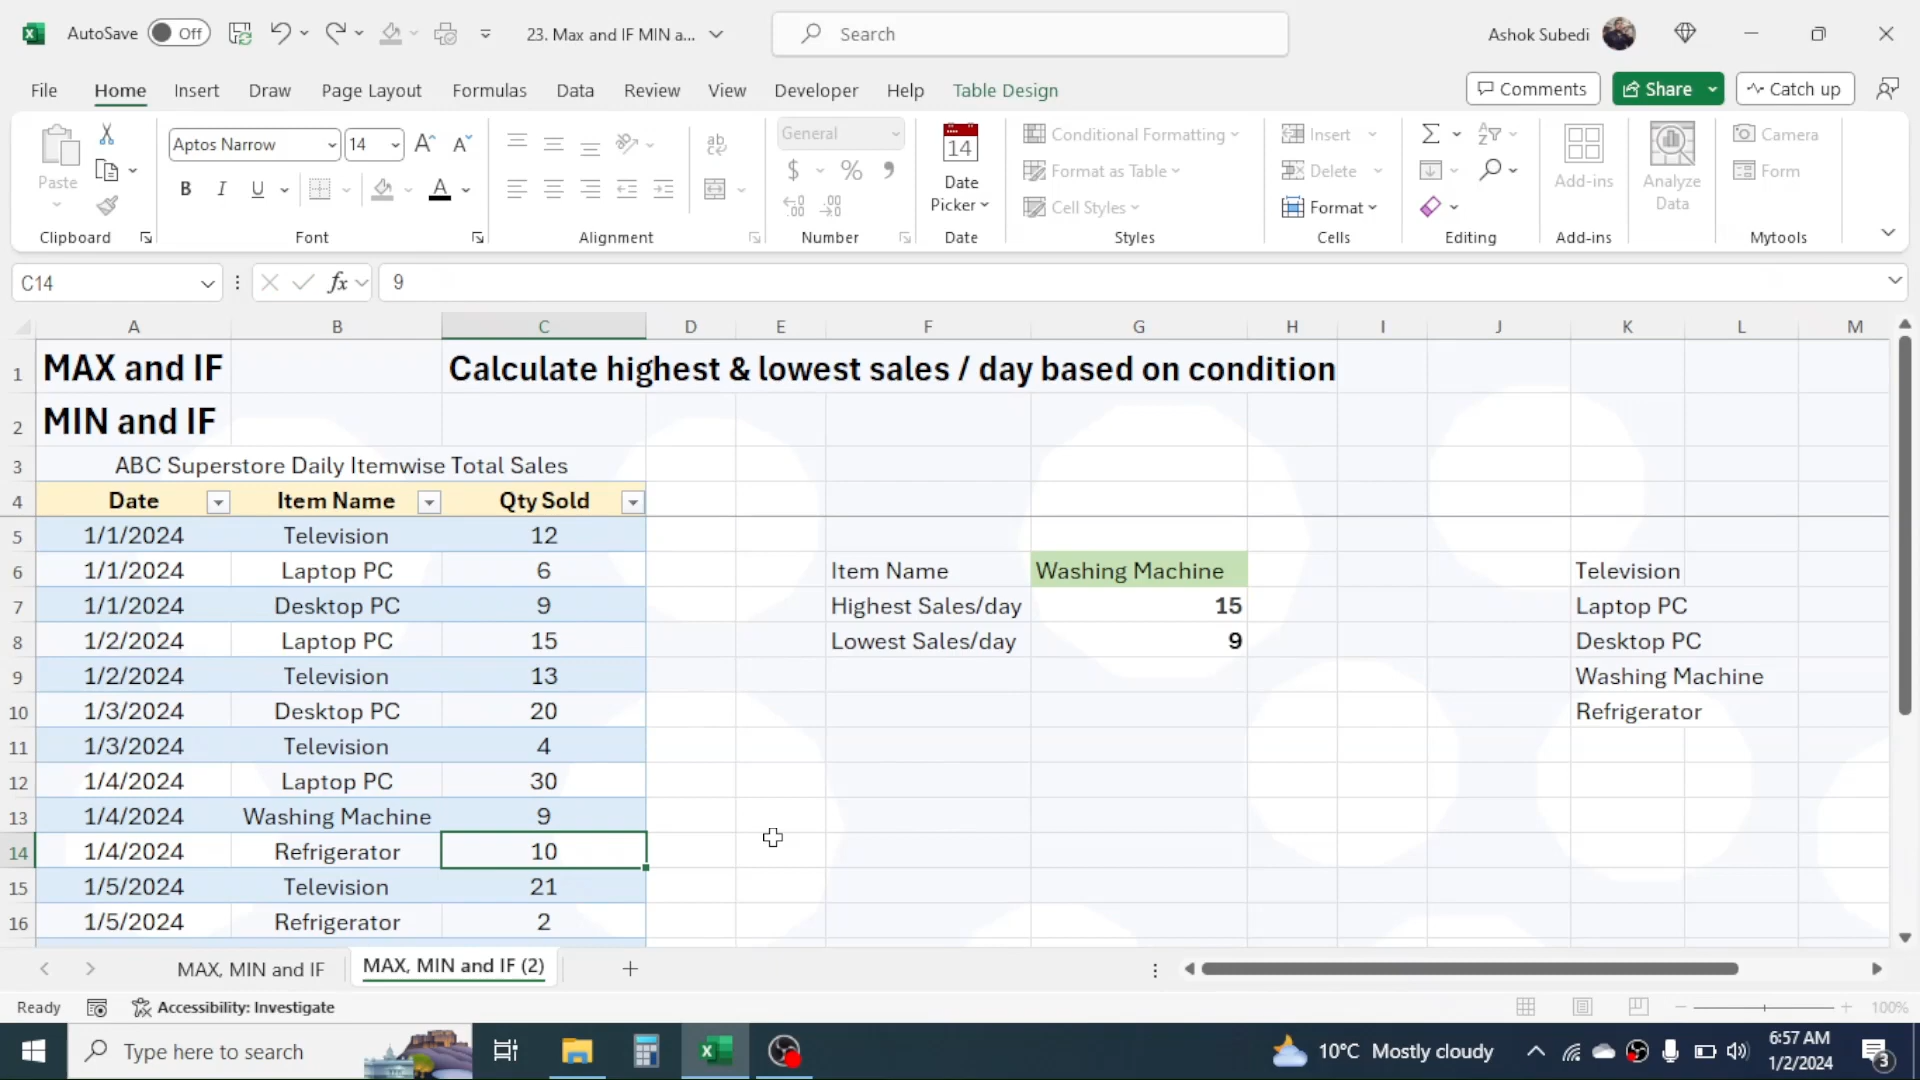 AutoSave Off 23. Max and IF MIN a... Search Ashok Subedi
File Home Insert Draw Page Layout Formulas Data Review View Developer Help Table Design Comments Share Catch up
Aptos Narrow 14 General Conditional Formatting Insert Camera
Paste Date Picker Format as Table Delete Add-ins Analyze Data Form
B I U $ % Cell Styles Format
Clipboard Font Alignment Number Date Styles Cells Editing Add-ins Mytools
C14 fx 9
A B C D E F G H I J K L M
1 MAX and IF Calculate highest & lowest sales / day based on condition
2 MIN and IF
3 ABC Superstore Daily Itemwise Total Sales
4 Date Item Name Qty Sold
5 1/1/2024 Television 12
6 1/1/2024 Laptop PC 6 Item Name Washing Machine Television
7 1/1/2024 Desktop PC 9 Highest Sales/day 15 Laptop PC
8 1/2/2024 Laptop PC 15 Lowest Sales/day 9 Desktop PC
9 1/2/2024 Television 13 Washing Machine
10 1/3/2024 Desktop PC 20 Refrigerator
11 1/3/2024 Television 4
12 1/4/2024 Laptop PC 30
13 1/4/2024 Washing Machine 9
14 1/4/2024 Refrigerator 10
15 1/5/2024 Television 21
16 1/5/2024 Refrigerator 2
MAX, MIN and IF MAX, MIN and IF (2)
Ready Accessibility: Investigate 100%
Type here to search 10°C Mostly cloudy 6:57 AM
1/2/2024 3